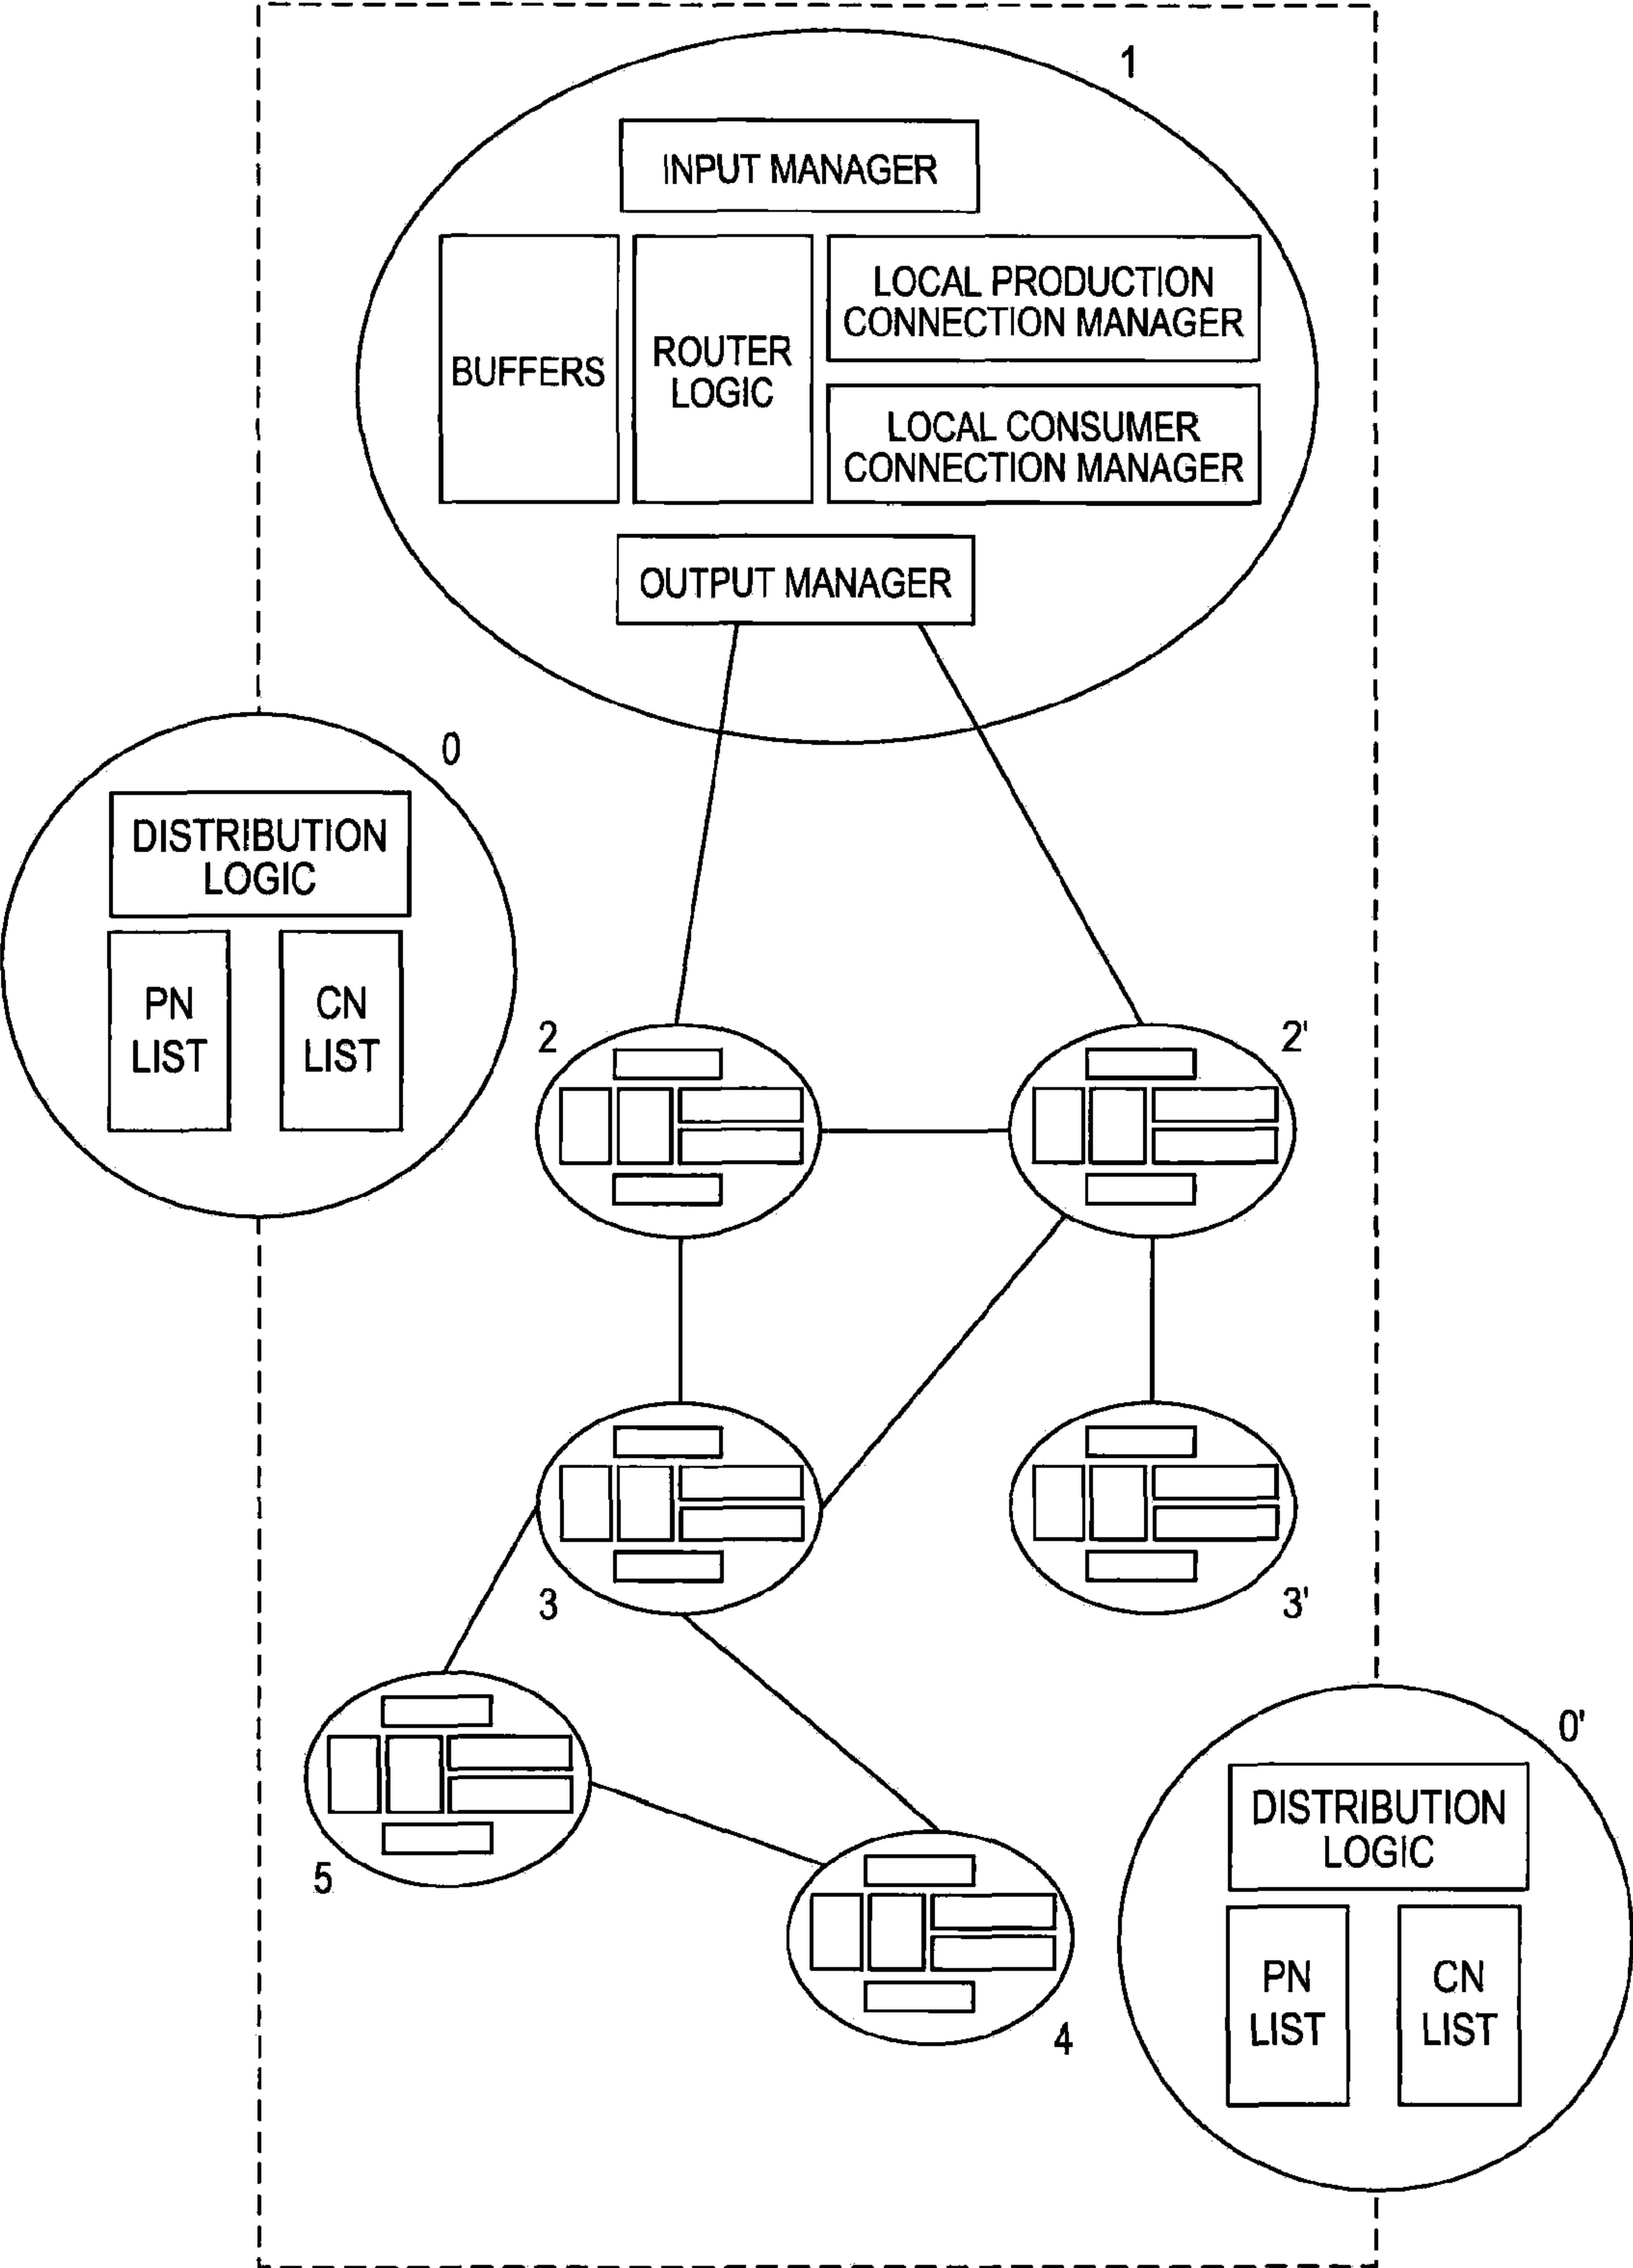 1
INPUT MANAGER
BUFFERS
ROUTER
LOGIC
LOCAL PRODUCTION
CONNECTION MANAGER
LOCAL CONSUMER
CONNECTION MANAGER
OUTPUT MANAGER
0
DISTRIBUTION
LOGIC
PN
LIST
CN
LIST
2
2'
3
3'
5
4
0'
DISTRIBUTION
LOGIC
PN
LIST
CN
LIST